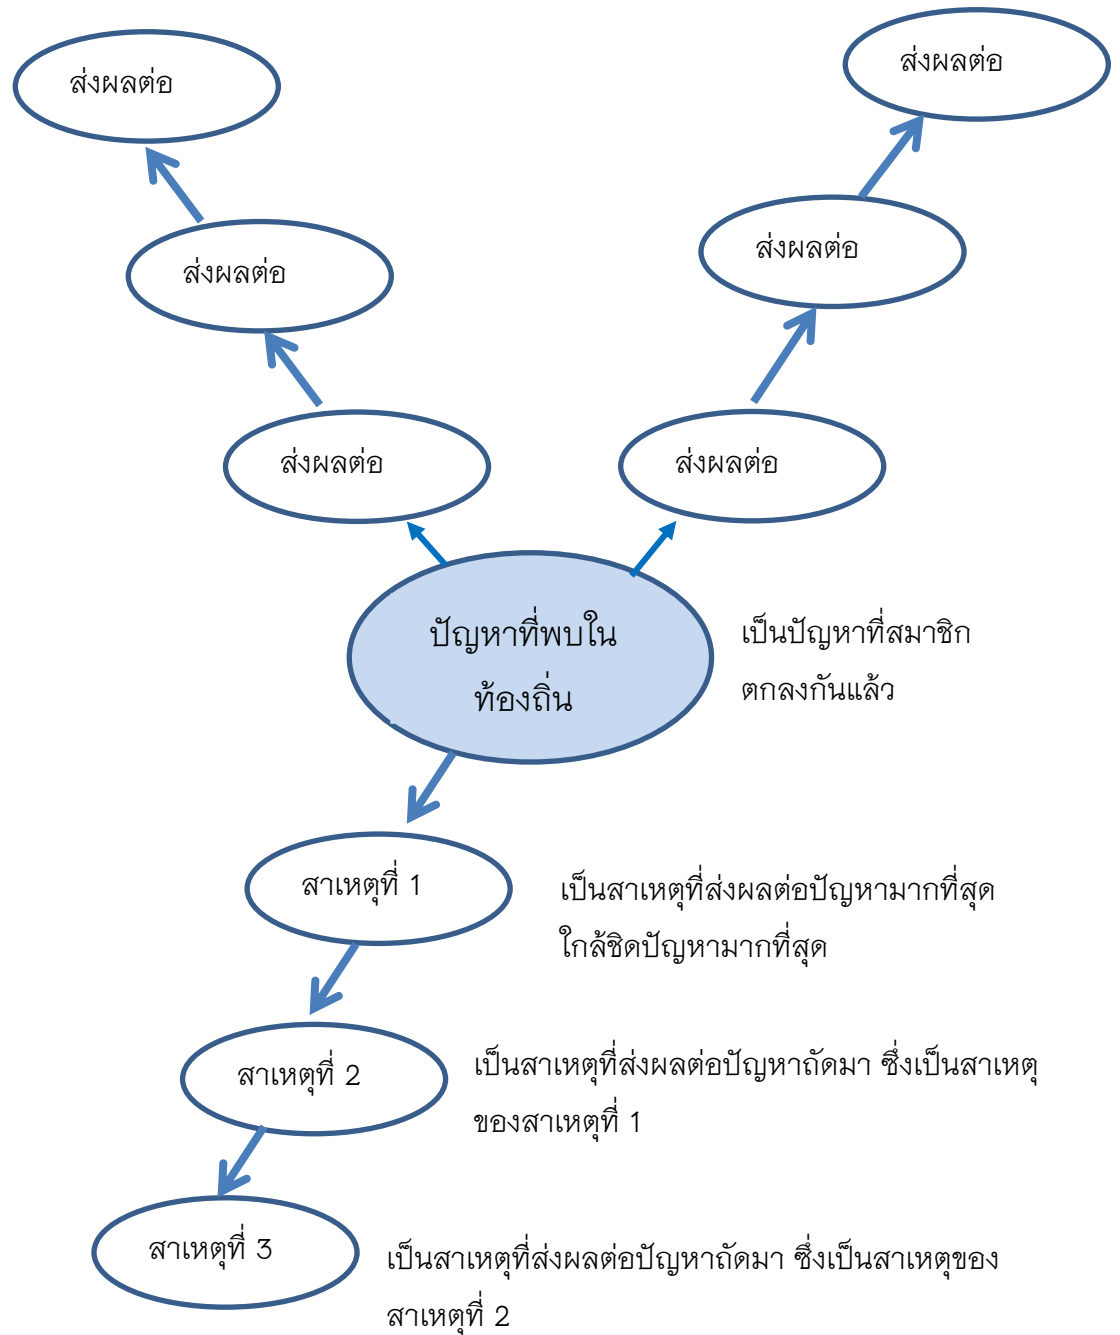 ส่งผลต่อ
ส่งผลต่อ
ส่งผลต่อ
ส่งผลต่อ
ส่งผลต่อ
ส่งผลต่อ
ปัญหาที่พบใน
ท้องถิ่น
เป็นปัญหาที่สมาชิก
ตกลงกันแล้ว
สาเหตุที่ 1
เป็นสาเหตุที่ส่งผลต่อปัญหามากที่สุด
ใกล้ชิดปัญหามากที่สุด
สาเหตุที่ 2
เป็นสาเหตุที่ส่งผลต่อปัญหาถัดมา ซึ่งเป็นสาเหตุ
ของสาเหตุที่ 1
สาเหตุที่ 3
เป็นสาเหตุที่ส่งผลต่อปัญหาถัดมา ซึ่งเป็นสาเหตุของ
สาเหตุที่ 2